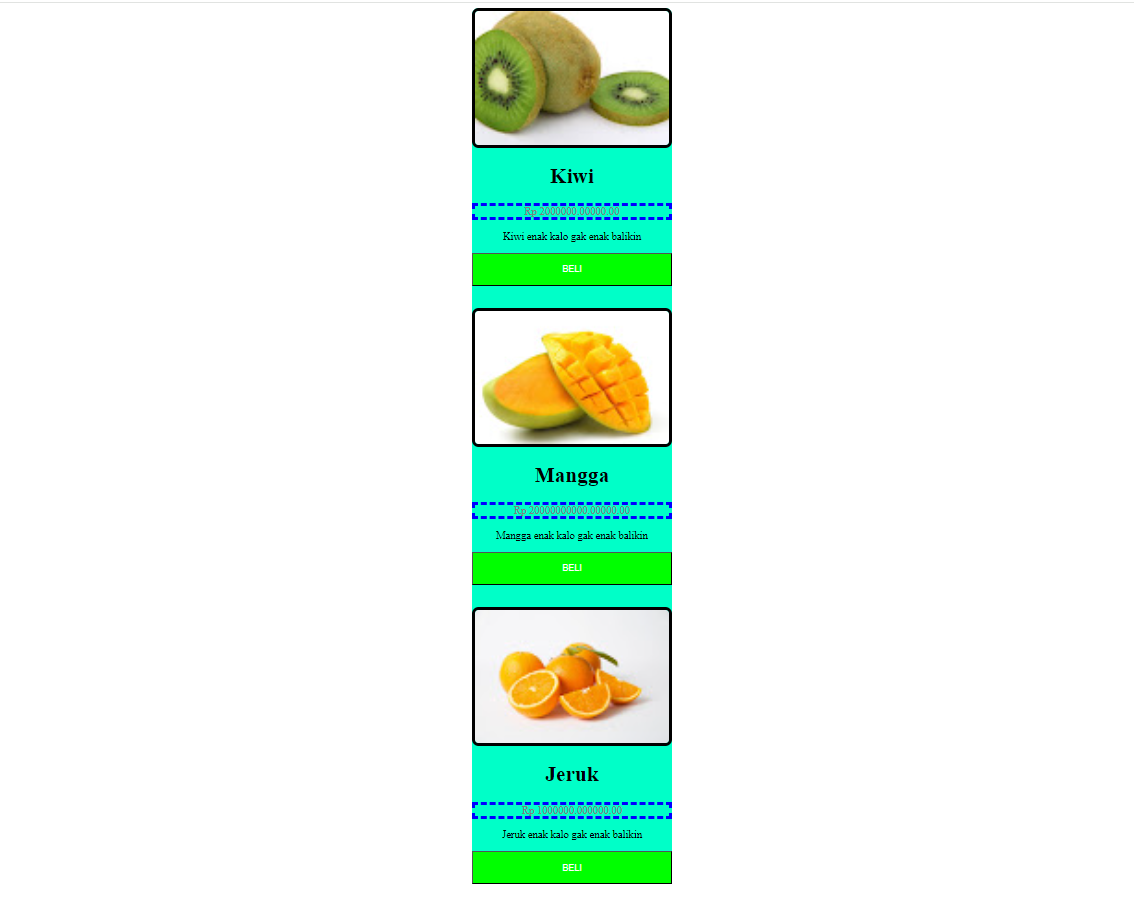 Kiwi
Rp 2000000.00000.00
Kiwi enak kalo gak enak balikin
BELI
Mangga
Rp 20000000000.00000.00
Mangga enak kalo gak enak balikin
BELI
Jeruk
Rp 1000000.000000.00
Jeruk enak kalo gak enak balikin
BELI